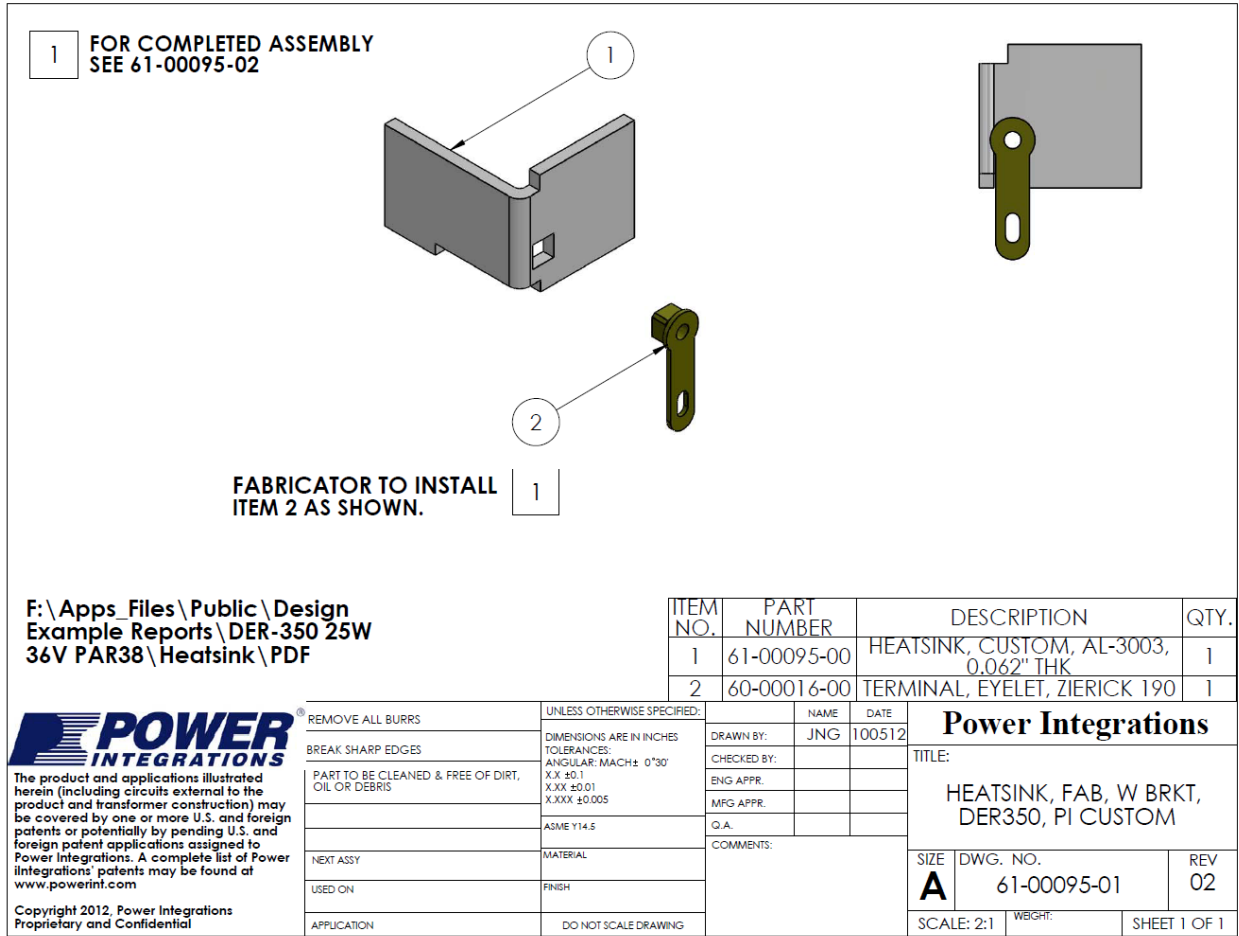 1
FOR COMPLETED ASSEMBLY
SEE 61-00095-02
1
2
FABRICATOR TO INSTALL
ITEM 2 AS SHOWN.
1
F:\Apps_Files\Public\Design
Example Reports\DER-350 25W
36V PAR38\Heatsink\PDF
ITEM NO. PART NUMBER DESCRIPTION QTY.
1 61-00095-00 HEATSINK, CUSTOM, AL-3003, 0.062" THK 1
2 60-00016-00 TERMINAL, EYELET, ZIERICK 190 1
POWER ®
INTEGRATIONS
The product and applications illustrated
herein (including circuits external to the
product and transformer construction) may
be covered by one or more U.S. and foreign
patents or potentially by pending U.S. and
foreign patent applications assigned to
Power Integrations. A complete list of Power
iIntegrations' patents may be found at
www.powerint.com
Copyright 2012, Power Integrations
Proprietary and Confidential
REMOVE ALL BURRS
BREAK SHARP EDGES
PART TO BE CLEANED & FREE OF DIRT,
OIL OR DEBRIS
NEXT ASSY
USED ON
APPLICATION
UNLESS OTHERWISE SPECIFIED:
DIMENSIONS ARE IN INCHES
TOLERANCES:
ANGULAR: MACH± 0°30'
X.X ±0.1
X.XX ±0.01
X.XXX ±0.005
ASME Y14.5
MATERIAL
FINISH
DO NOT SCALE DRAWING
NAME DATE
DRAWN BY: JNG 100512
CHECKED BY:
ENG APPR.
MFG APPR.
Q.A.
COMMENTS:
Power Integrations
TITLE:
HEATSINK, FAB, W BRKT,
DER350, PI CUSTOM
SIZE DWG. NO. REV
A 61-00095-01 02
SCALE: 2:1 WEIGHT: SHEET 1 OF 1